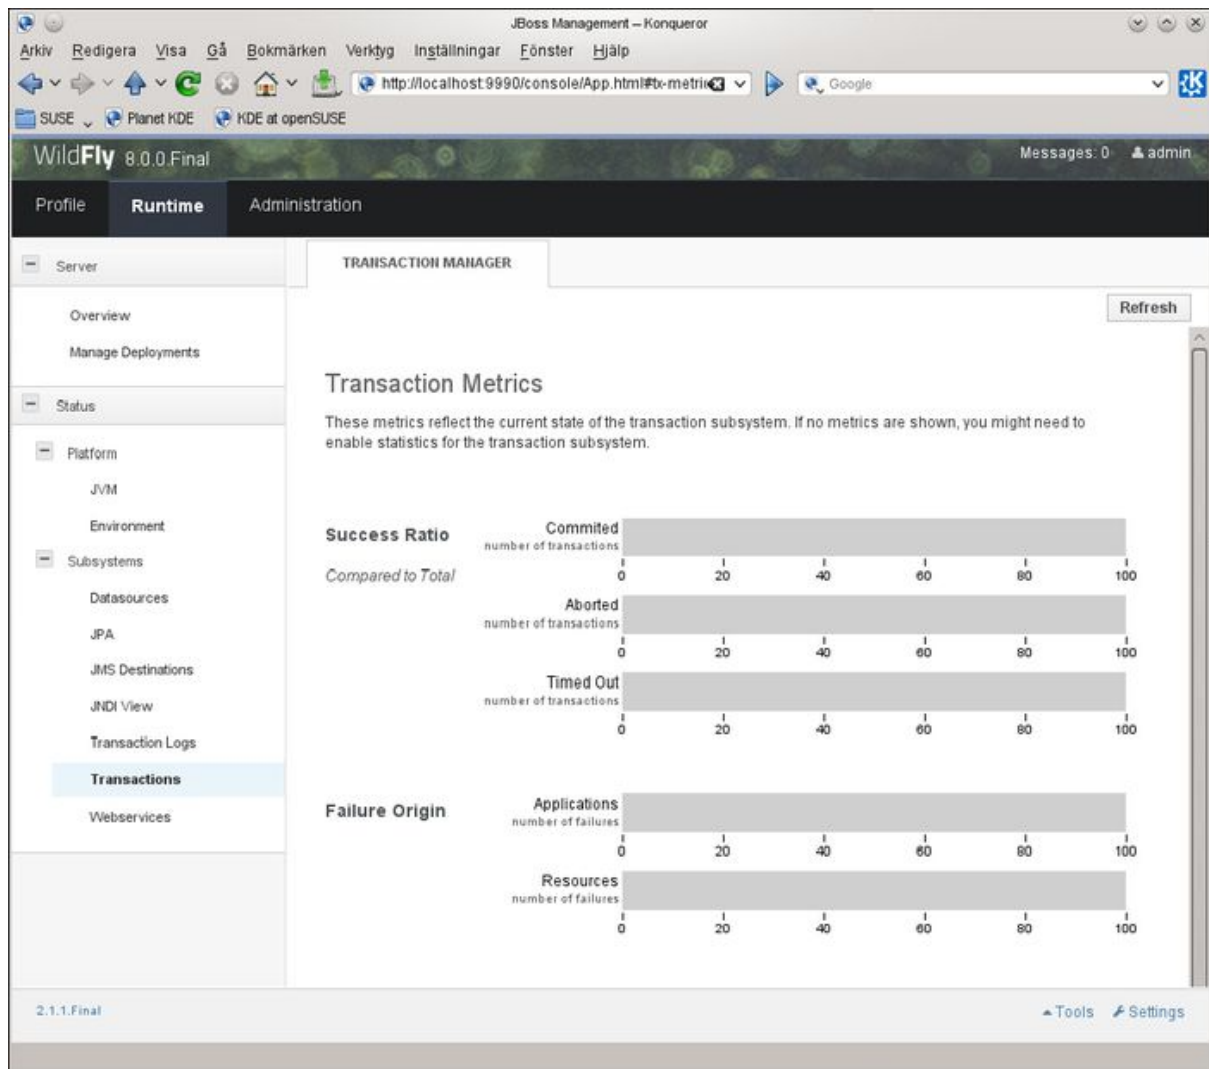 JBoss Management – Konqueror
Arkiv Redigera Visa Gå Bokmärken Verktyg Inställningar Fönster Hjälp
http://localhost:9990/console/App.html#tx-metric Google
SUSE Planet KDE KDE at openSUSE
WildFly 8.0.0.Final Messages: 0 admin
Profile Runtime Administration
Server
Overview
Manage Deployments
Status
Platform
JVM
Environment
Subsystems
Datasources
JPA
JMS Destinations
JNDI View
Transaction Logs
Transactions
Webservices
TRANSACTION MANAGER
Refresh
Transaction Metrics
These metrics reflect the current state of the transaction subsystem. If no metrics are shown, you might need to
enable statistics for the transaction subsystem.
Success Ratio
Compared to Total
Commited
number of transactions
0 20 40 60 80 100
Aborted
number of transactions
0 20 40 60 80 100
Timed Out
number of transactions
0 20 40 60 80 100
Failure Origin
Applications
number of failures
0 20 40 60 80 100
Resources
number of failures
0 20 40 60 80 100
2.1.1.Final Tools Settings